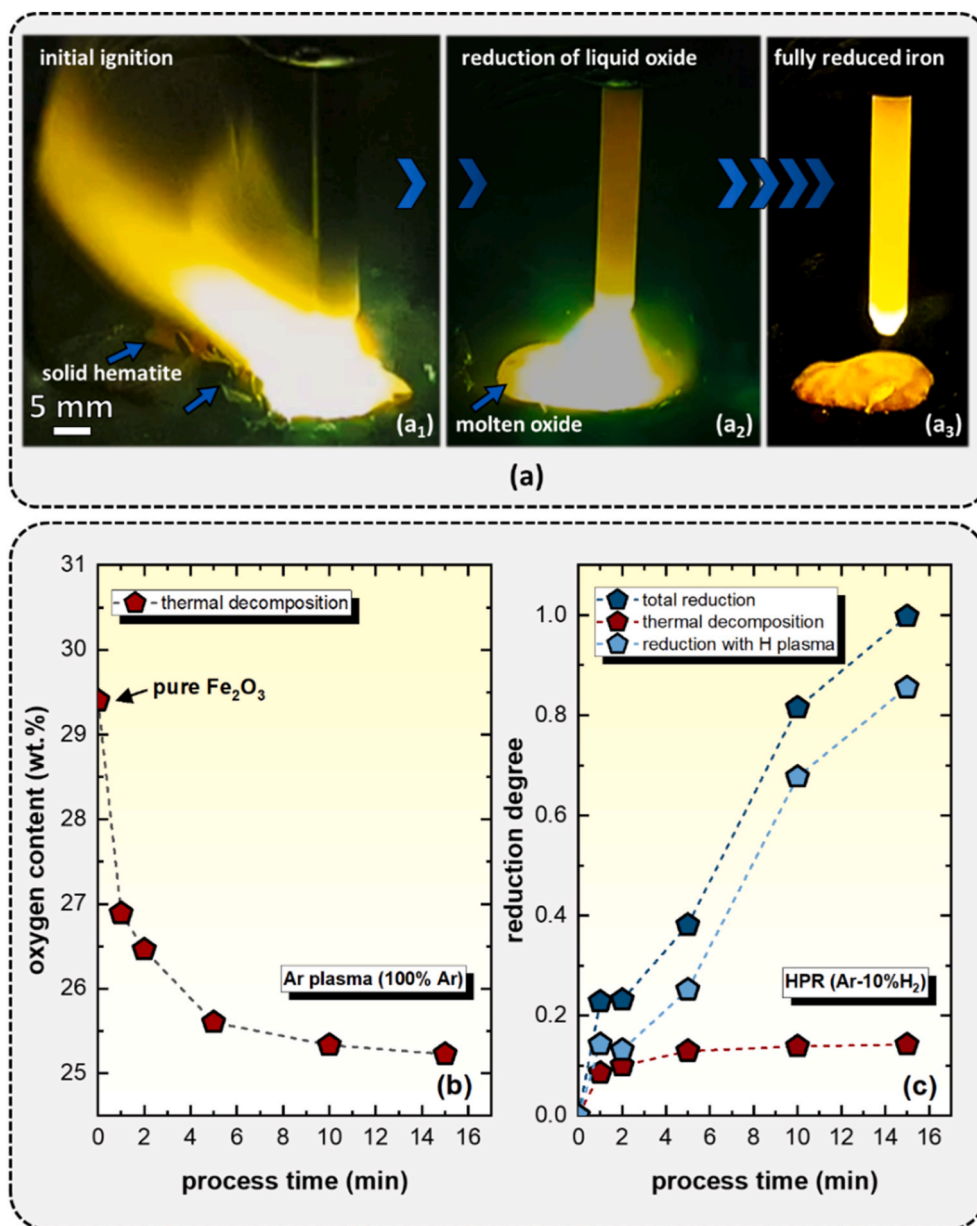 initial ignition
reduction of liquid oxide
fully reduced iron
solid hematite
5 mm
molten oxide
(a₁)
(a₂)
(a₃)
(a)
31
30
29
28
27
26
25
oxygen content (wt.%)
thermal decomposition
pure Fe₂O₃
Ar plasma (100% Ar)
(b)
0 2 4 6 8 10 12 14 16
process time (min)
1.0
0.8
0.6
0.4
0.2
0.0
reduction degree
total reduction
thermal decomposition
reduction with H plasma
HPR (Ar-10%H₂)
(c)
0 2 4 6 8 10 12 14 16
process time (min)